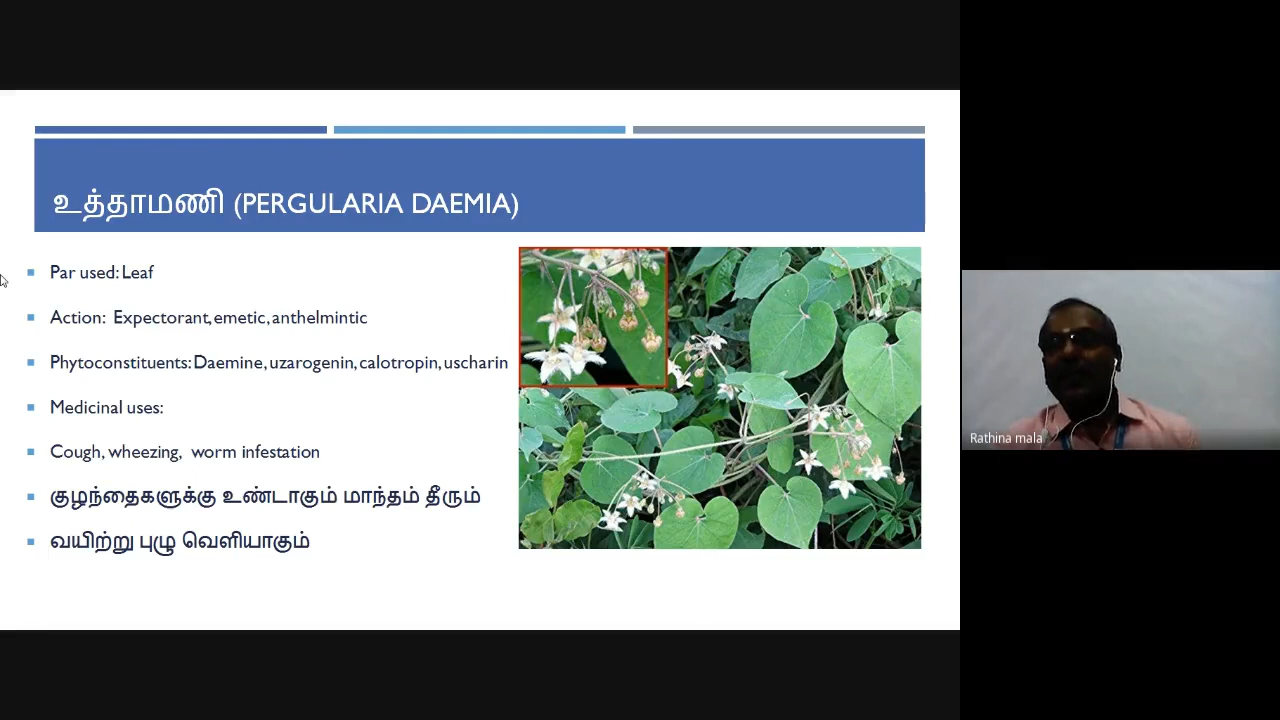 உத்தாமணி (PERGULARIA DAEMIA)
Par used: Leaf
Action: Expectorant, emetic, anthelmintic
Phytoconstituents: Daemine, uzarogenin, calotropin, uscharin
Medicinal uses:
Cough, wheezing, worm infestation
குழந்தைகளுக்கு உண்டாகும் மாந்தம் தீரும்
வயிற்று புழு வெளியாகும்
Rathina mala